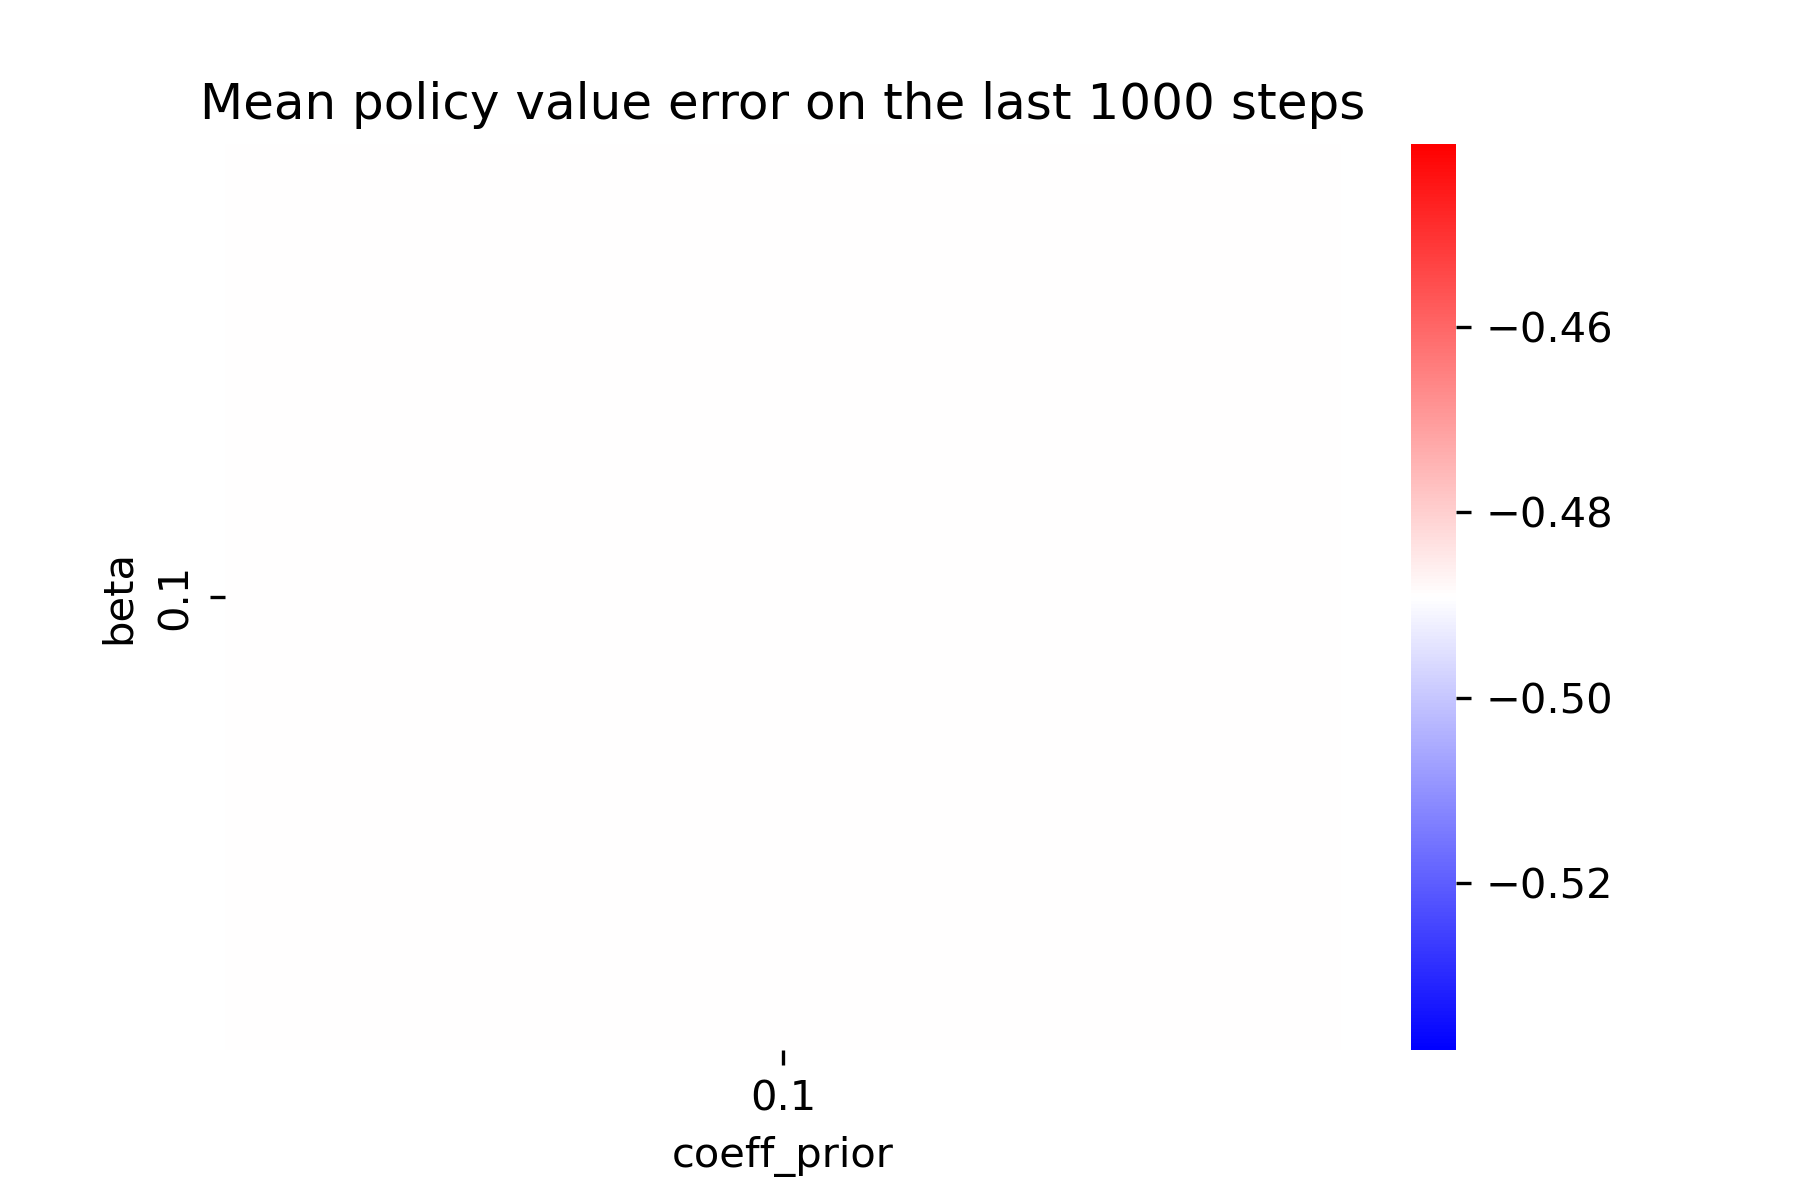 Mean policy value error on the last 1000 steps
beta
0.1
0.1
coeff_prior
−0.46
−0.48
−0.50
−0.52